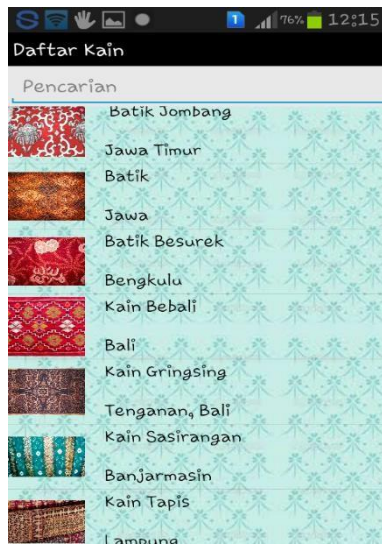 1 76% 12:15
Daftar Kain
Pencarian
Batik Jombang
Jawa Timur
Batik
Jawa
Batik Besurek
Bengkulu
Kain Bebali
Bali
Kain Gringsing
Tenganan, Bali
Kain Sasirangan
Banjarmasin
Kain Tapis
Lampung